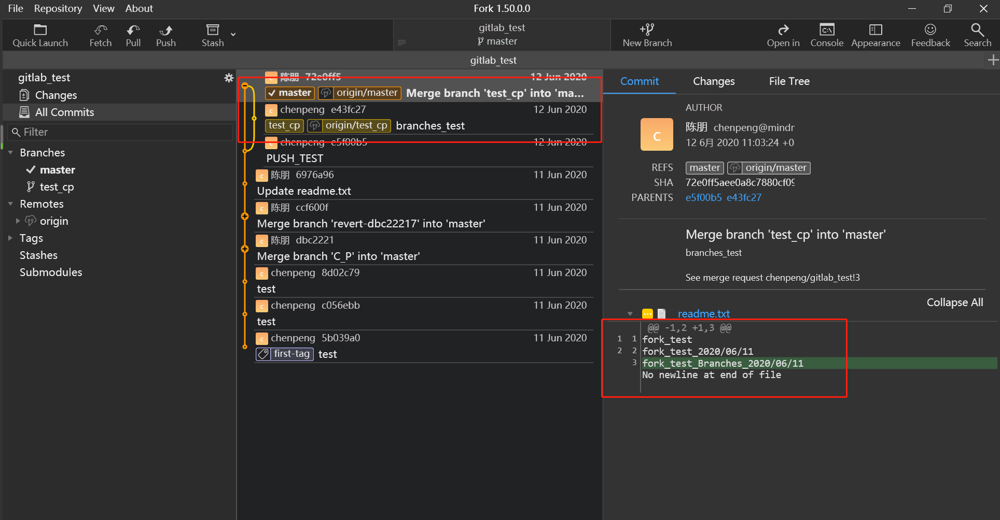 File Repository View About Fork 1.50.0.0
Quick Launch Fetch Pull Push Stash
gitlab_test
master
New Branch Open in Console Appearance Feedback Search
gitlab_test
gitlab_test
Changes
All Commits
Filter
Branches
master
test_cp
Remotes
origin
Tags
Stashes
Submodules
c 陈朋 72e0ff5 12 Jun 2020
master origin/master Merge branch 'test_cp' into 'ma...
c chenpeng e43fc27 12 Jun 2020
test_cp origin/test_cp branches_test
c chenpeng e5f00b5 12 Jun 2020
PUSH_TEST
c 陈朋 6976a96 11 Jun 2020
Update readme.txt
c 陈朋 ccf600f 11 Jun 2020
Merge branch 'revert-dbc22217' into 'master'
c 陈朋 dbc2221 11 Jun 2020
Merge branch 'C_P' into 'master'
c chenpeng 8d02c79 11 Jun 2020
test
c chenpeng c056ebb 11 Jun 2020
test
c chenpeng 5b039a0 11 Jun 2020
first-tag test
Commit Changes File Tree
AUTHOR
C
陈朋 chenpeng@mindr
12 6月 2020 11:03:24 +0
REFS master origin/master
SHA 72e0ff5aee0a8c7880cf09
PARENTS e5f00b5 e43fc27
Merge branch 'test_cp' into 'master'
branches_test
See merge request chenpeng/gitlab_test!3
Collapse All
readme.txt
@@ -1,2 +1,3 @@
1 1 fork_test
2 2 fork_test_2020/06/11
3 fork_test_Branches_2020/06/11
No newline at end of file